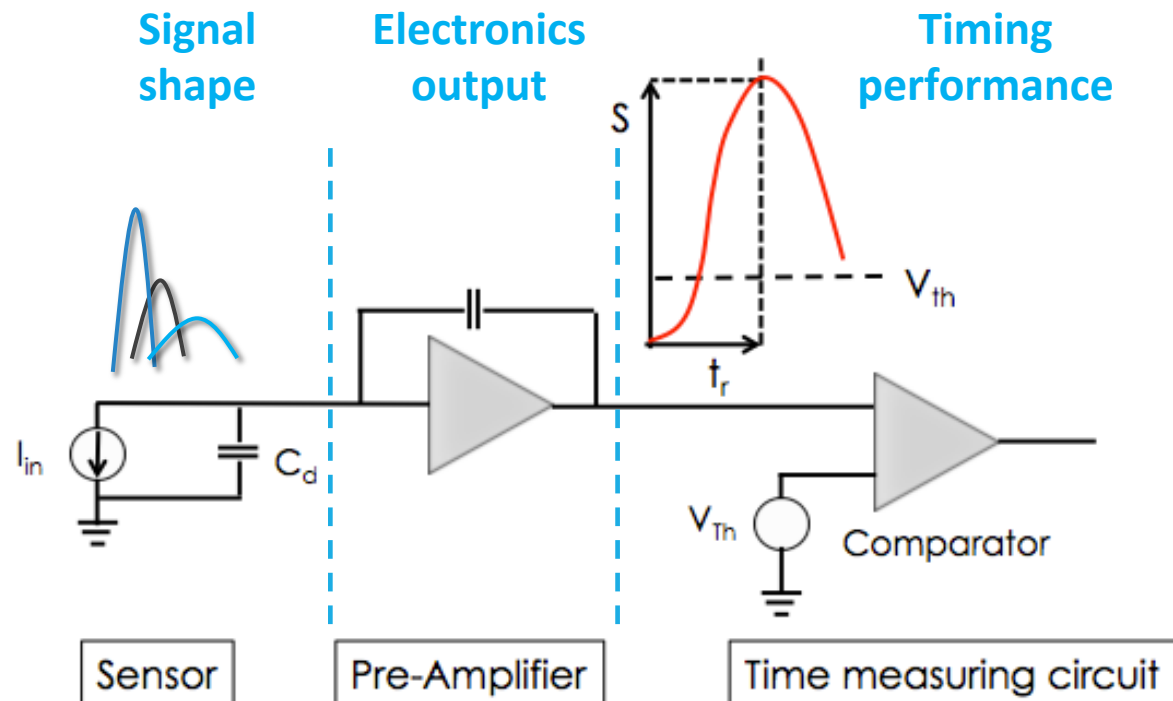 Signal
shape
Electronics
output
Timing
performance
S
V_th
t_r
I_in
C_d
V_Th
Comparator
Sensor
Pre-Amplifier
Time measuring circuit